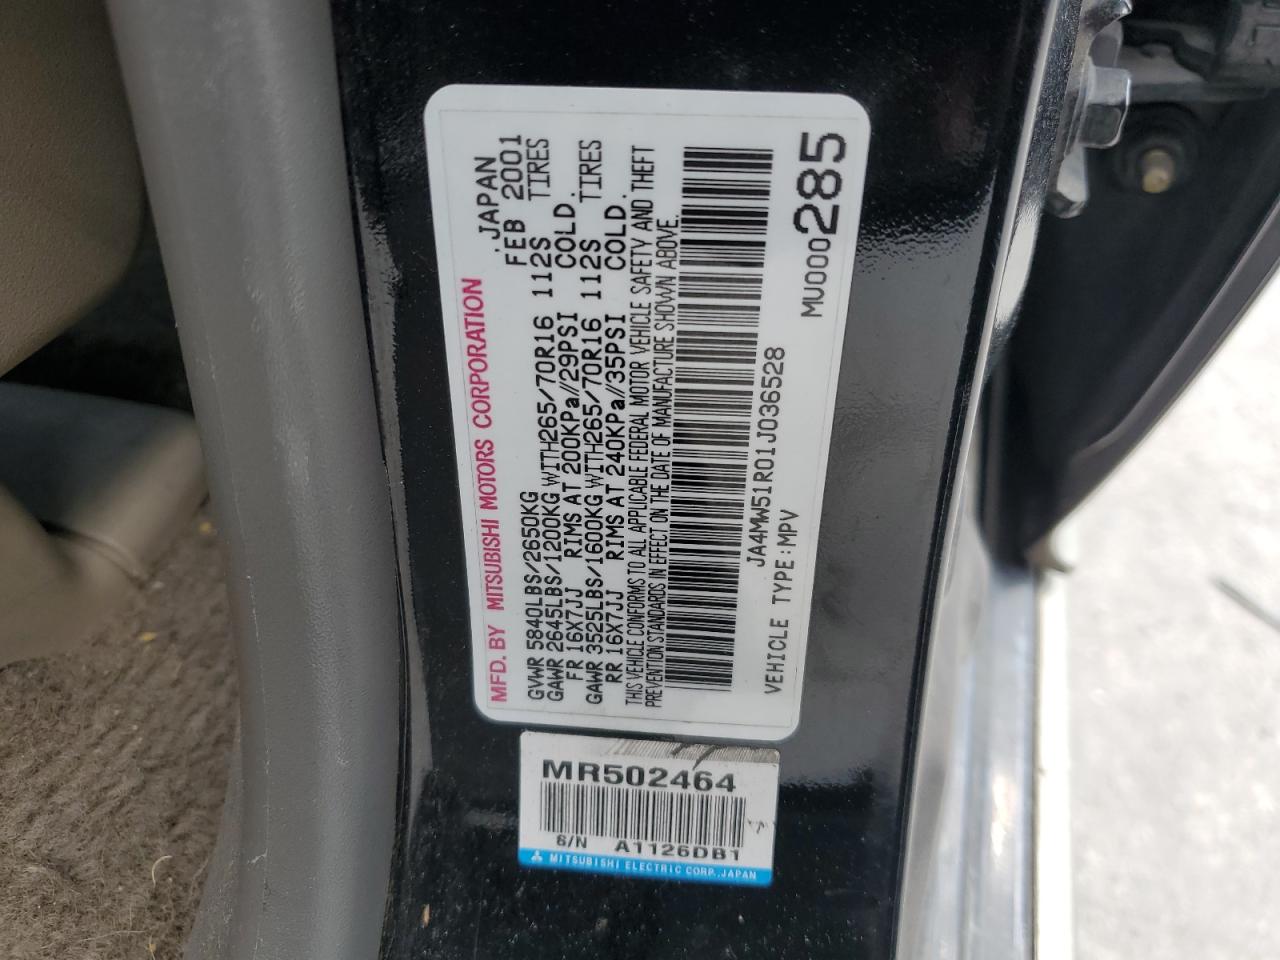 MFD. BY MITSUBISHI MOTORS CORPORATION JAPAN
FEB 2001
GVWR 5840LBS/2650KG
GAWR 2645LBS/1200KG WITH265/70R16 112S TIRES
FR 16X7JJ RIMS AT 200KPa//29PSI COLD.
GAWR 3525LBS/1600KG WITH265/70R16 112S TIRES
RR 16X7JJ RIMS AT 240KPa//35PSI COLD.
THIS VEHICLE CONFORMS TO ALL APPLICABLE FEDERAL MOTOR VEHICLE SAFETY AND THEFT
PREVENTION STANDARDS IN EFFECT ON THE DATE OF MANUFACTURE SHOWN ABOVE.
JA4MW51R01J036528
VEHICLE TYPE:MPV
MU000285
MR502464
S/N A1126DB1
MITSUBISHI ELECTRIC CORP., JAPAN